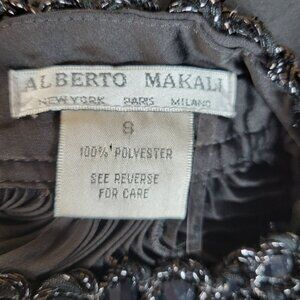 ALBERTO MAKALI
NEW YORK PARIS MILANO
8
100% POLYESTER
SEE REVERSE
FOR CARE